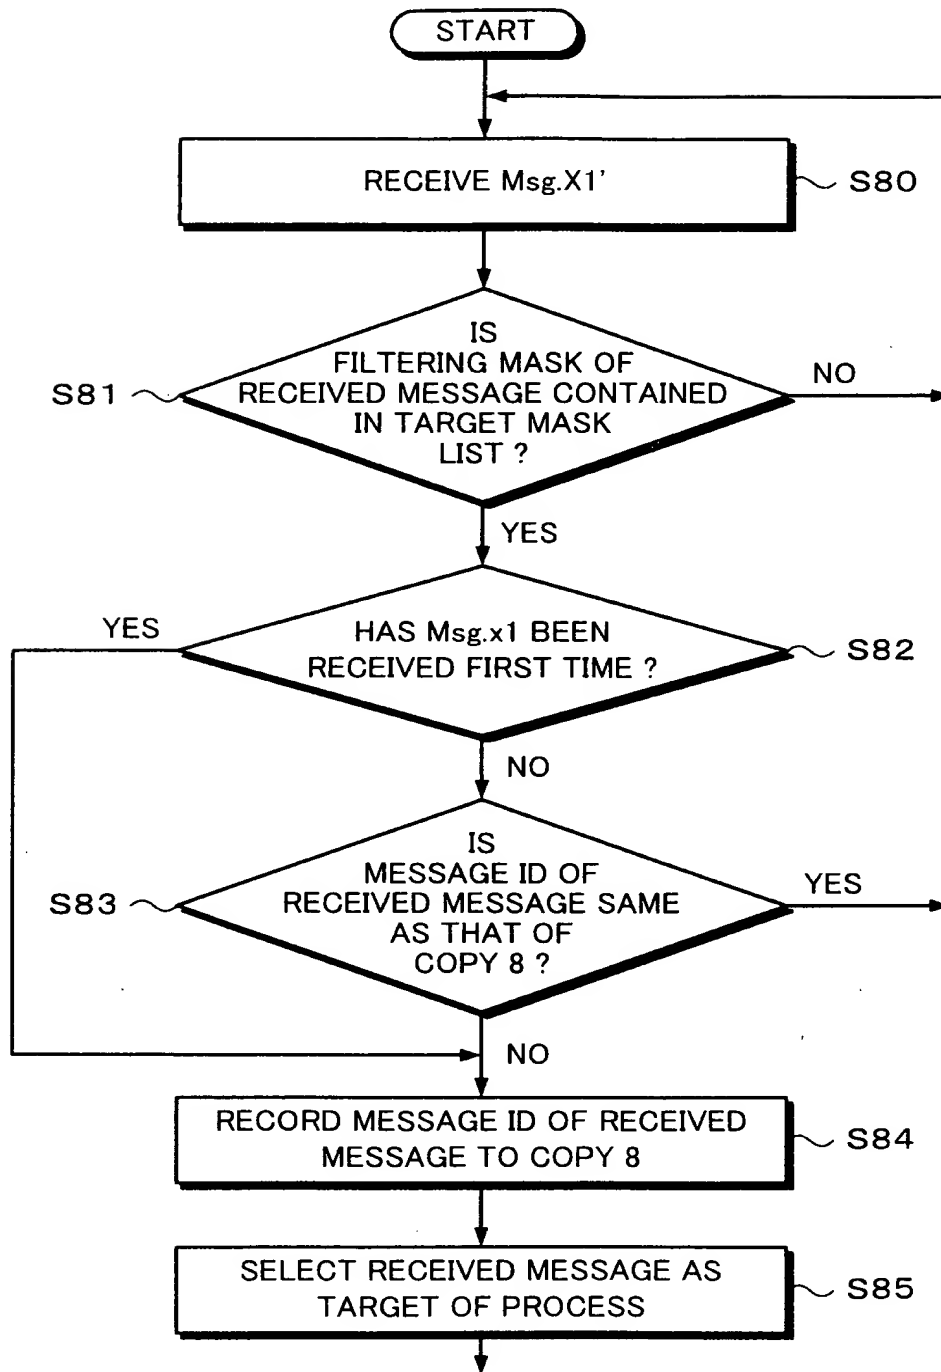 START
RECEIVE Msg.X1'
S80
IS
FILTERING MASK OF
RECEIVED MESSAGE CONTAINED
IN TARGET MASK
LIST ?
S81
NO
YES
HAS Msg.x1 BEEN
RECEIVED FIRST TIME ?
YES
S82
NO
IS
MESSAGE ID OF
RECEIVED MESSAGE SAME
AS THAT OF
COPY 8 ?
S83
YES
NO
RECORD MESSAGE ID OF RECEIVED
MESSAGE TO COPY 8
S84
SELECT RECEIVED MESSAGE AS
TARGET OF PROCESS
S85